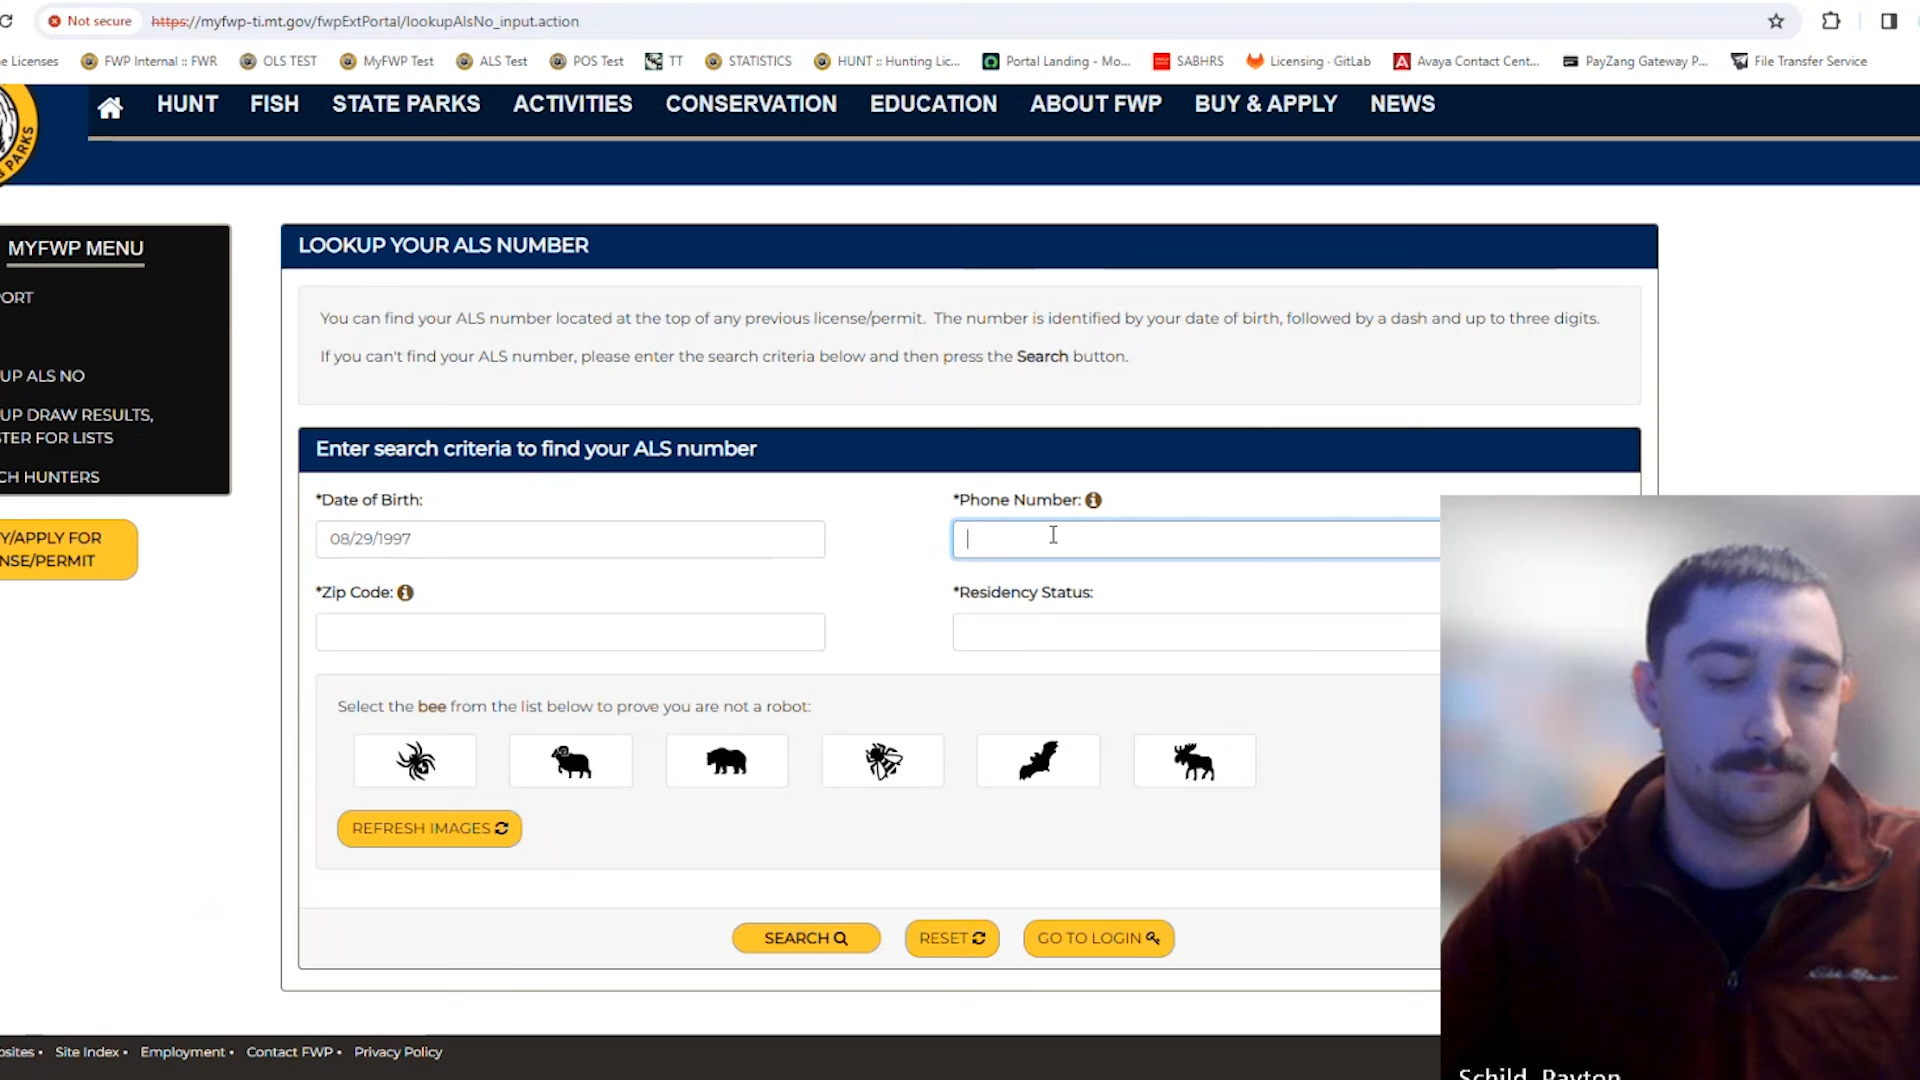 Not secure https://myfwp-ti.mt.gov/fwpExtPortal/lookupAlsNo_input.action
e Licenses FWP Internal :: FWR OLS TEST MyFWP Test ALS Test POS Test TT STATISTICS HUNT :: Hunting Lic... Portal Landing - Mo... SABHRS Licensing · GitLab Avaya Contact Cent... PayZang Gateway P... File Transfer Service
HUNT FISH STATE PARKS ACTIVITIES CONSERVATION EDUCATION ABOUT FWP BUY & APPLY NEWS
PARKS
MYFWP MENU
ORT
UP ALS NO
UP DRAW RESULTS,
TER FOR LISTS
CH HUNTERS
Y/APPLY FOR
NSE/PERMIT
LOOKUP YOUR ALS NUMBER
You can find your ALS number located at the top of any previous license/permit. The number is identified by your date of birth, followed by a dash and up to three digits.
If you can't find your ALS number, please enter the search criteria below and then press the Search button.
Enter search criteria to find your ALS number
*Date of Birth: *Phone Number:
08/29/1997
*Zip Code: *Residency Status:
Select the bee from the list below to prove you are not a robot:
REFRESH IMAGES
SEARCH RESET GO TO LOGIN
osites • Site Index • Employment • Contact FWP • Privacy Policy
Schild, Payton